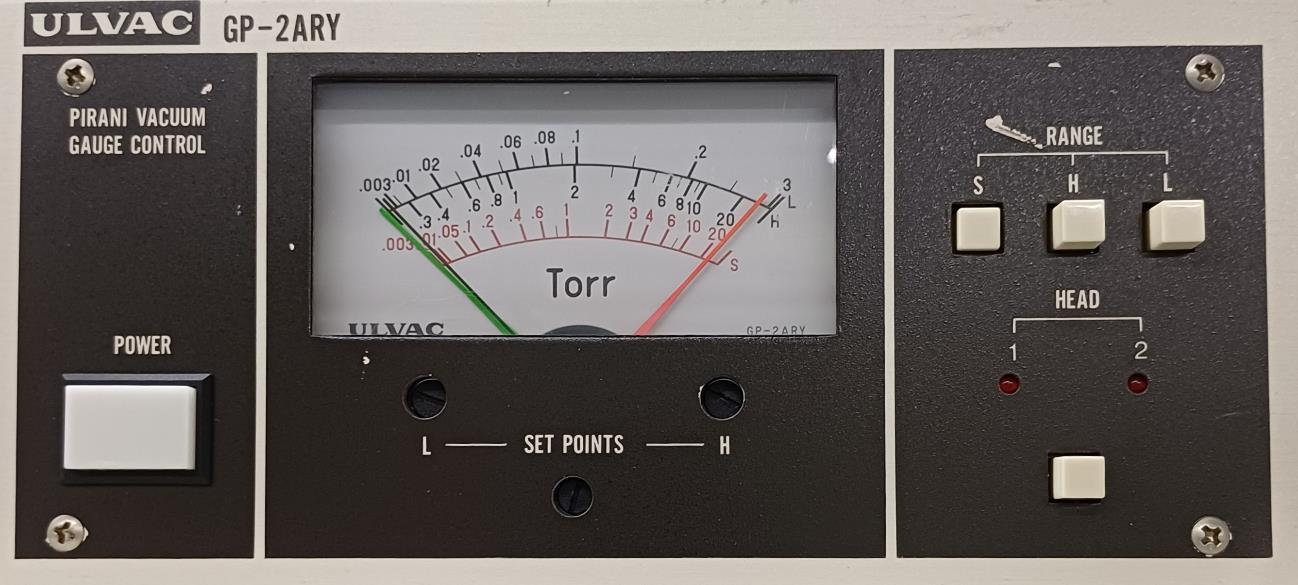 ULVAC GP-2ARY
PIRANI VACUUM
GAUGE CONTROL
POWER
.003 .01 .02 .04 .06 .08 .1 .2 3 L
.3 .4 .6 .8 1 2 4 6 8 10 20 H
.003 .01 .05 .1 .2 .4 .6 1 2 3 4 6 10 20 S
Torr
ULVAC GP-2ARY
L SET POINTS H
RANGE
S H L
HEAD
1 2